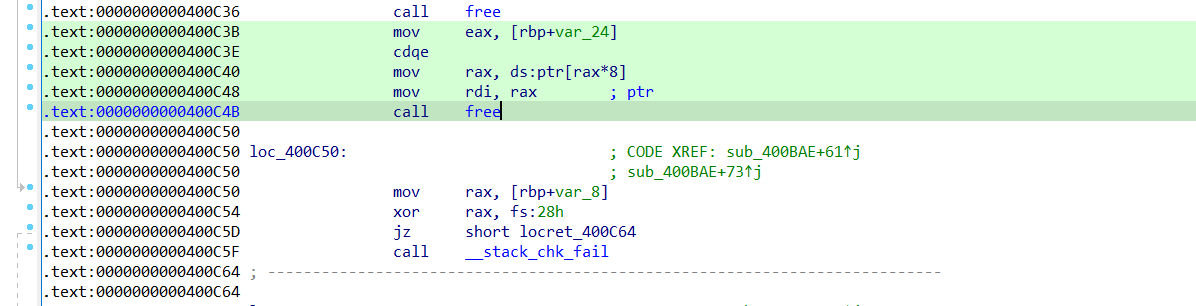 .text:0000000000400C36 call free
.text:0000000000400C3B mov eax, [rbp+var_24]
.text:0000000000400C3E cdqe
.text:0000000000400C40 mov rax, ds:ptr[rax*8]
.text:0000000000400C48 mov rdi, rax ; ptr
.text:0000000000400C4B call free
.text:0000000000400C50
.text:0000000000400C50 loc_400C50: ; CODE XREF: sub_400BAE+61↑j
.text:0000000000400C50 ; sub_400BAE+73↑j
.text:0000000000400C50 mov rax, [rbp+var_8]
.text:0000000000400C54 xor rax, fs:28h
.text:0000000000400C5D jz short locret_400C64
.text:0000000000400C5F call __stack_chk_fail
.text:0000000000400C64 ; ---------------------------------------------------------------------------
.text:0000000000400C64